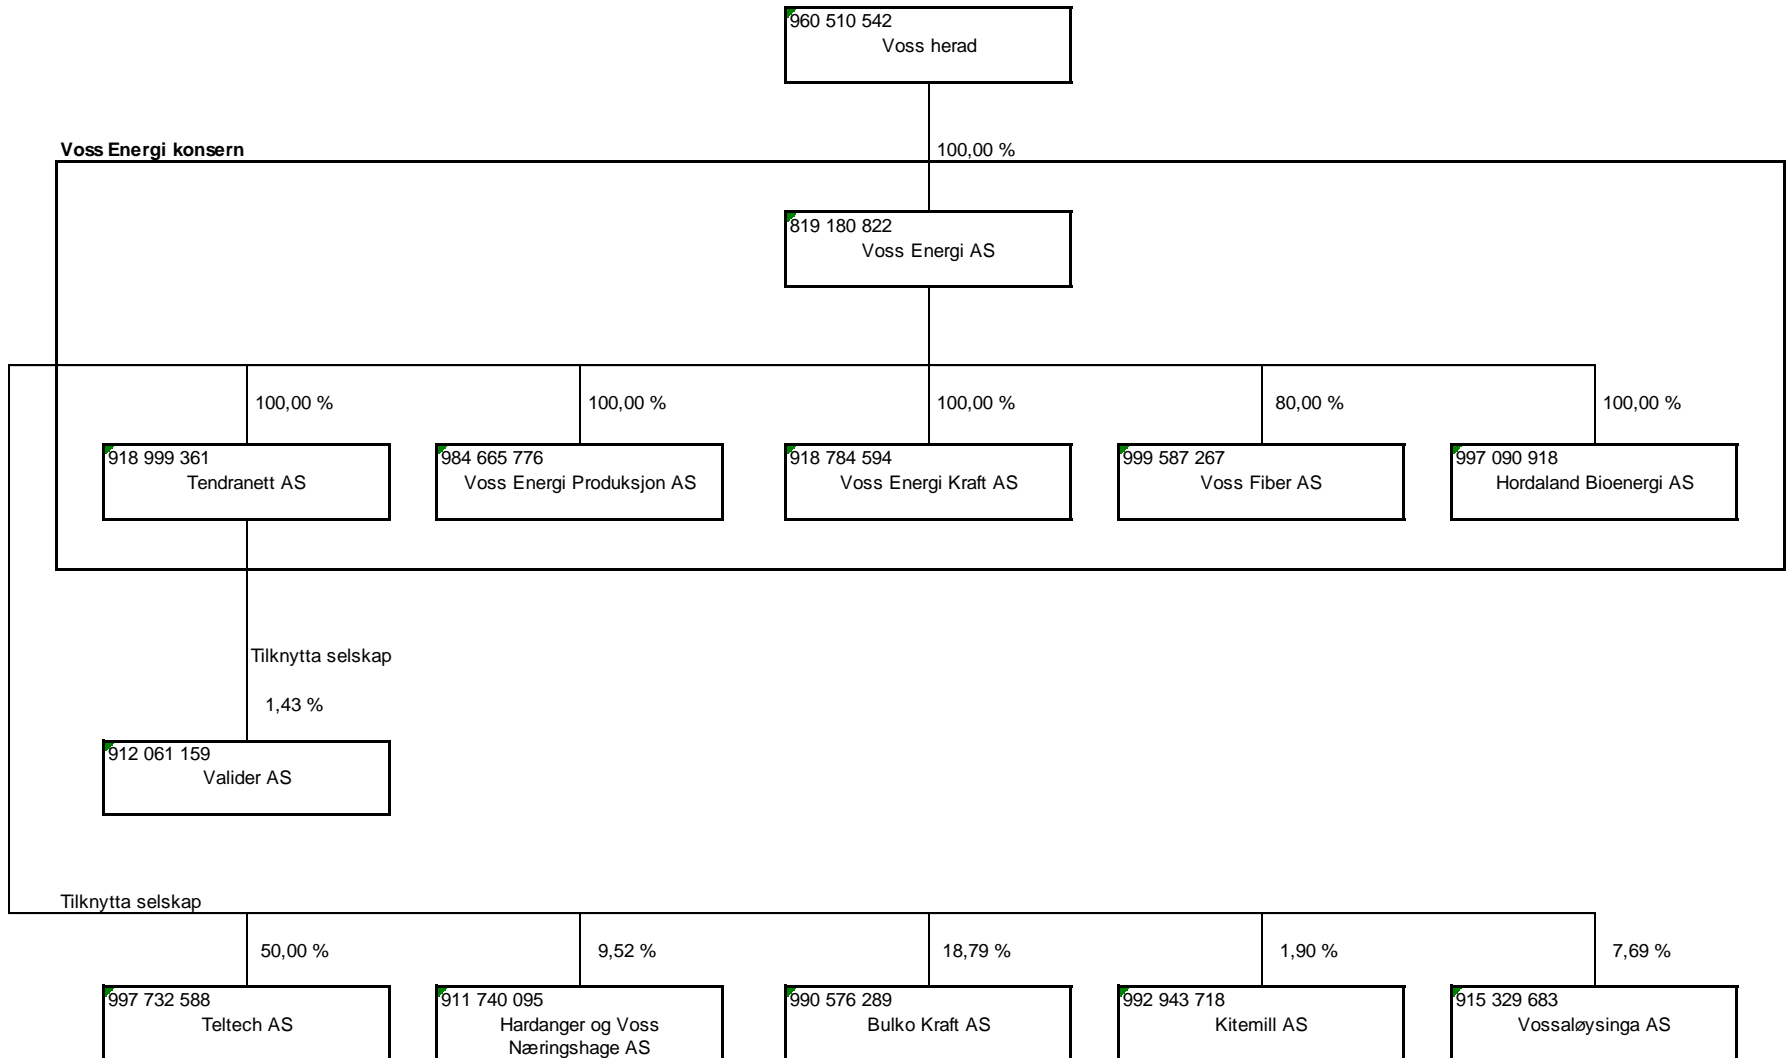 960 510 542
Voss herad
Voss Energi konsern
100,00 %
819 180 822
Voss Energi AS
100,00 %
100,00 %
100,00 %
80,00 %
100,00 %
918 999 361
Tendranett AS
984 665 776
Voss Energi Produksjon AS
918 784 594
Voss Energi Kraft AS
999 587 267
Voss Fiber AS
997 090 918
Hordaland Bioenergi AS
Tilknytta selskap
1,43 %
912 061 159
Valider AS
Tilknytta selskap
50,00 %
9,52 %
18,79 %
1,90 %
7,69 %
997 732 588
Teltech AS
911 740 095
Hardanger og Voss
Næringshage AS
990 576 289
Bulko Kraft AS
992 943 718
Kitemill AS
915 329 683
Vossaløysinga AS